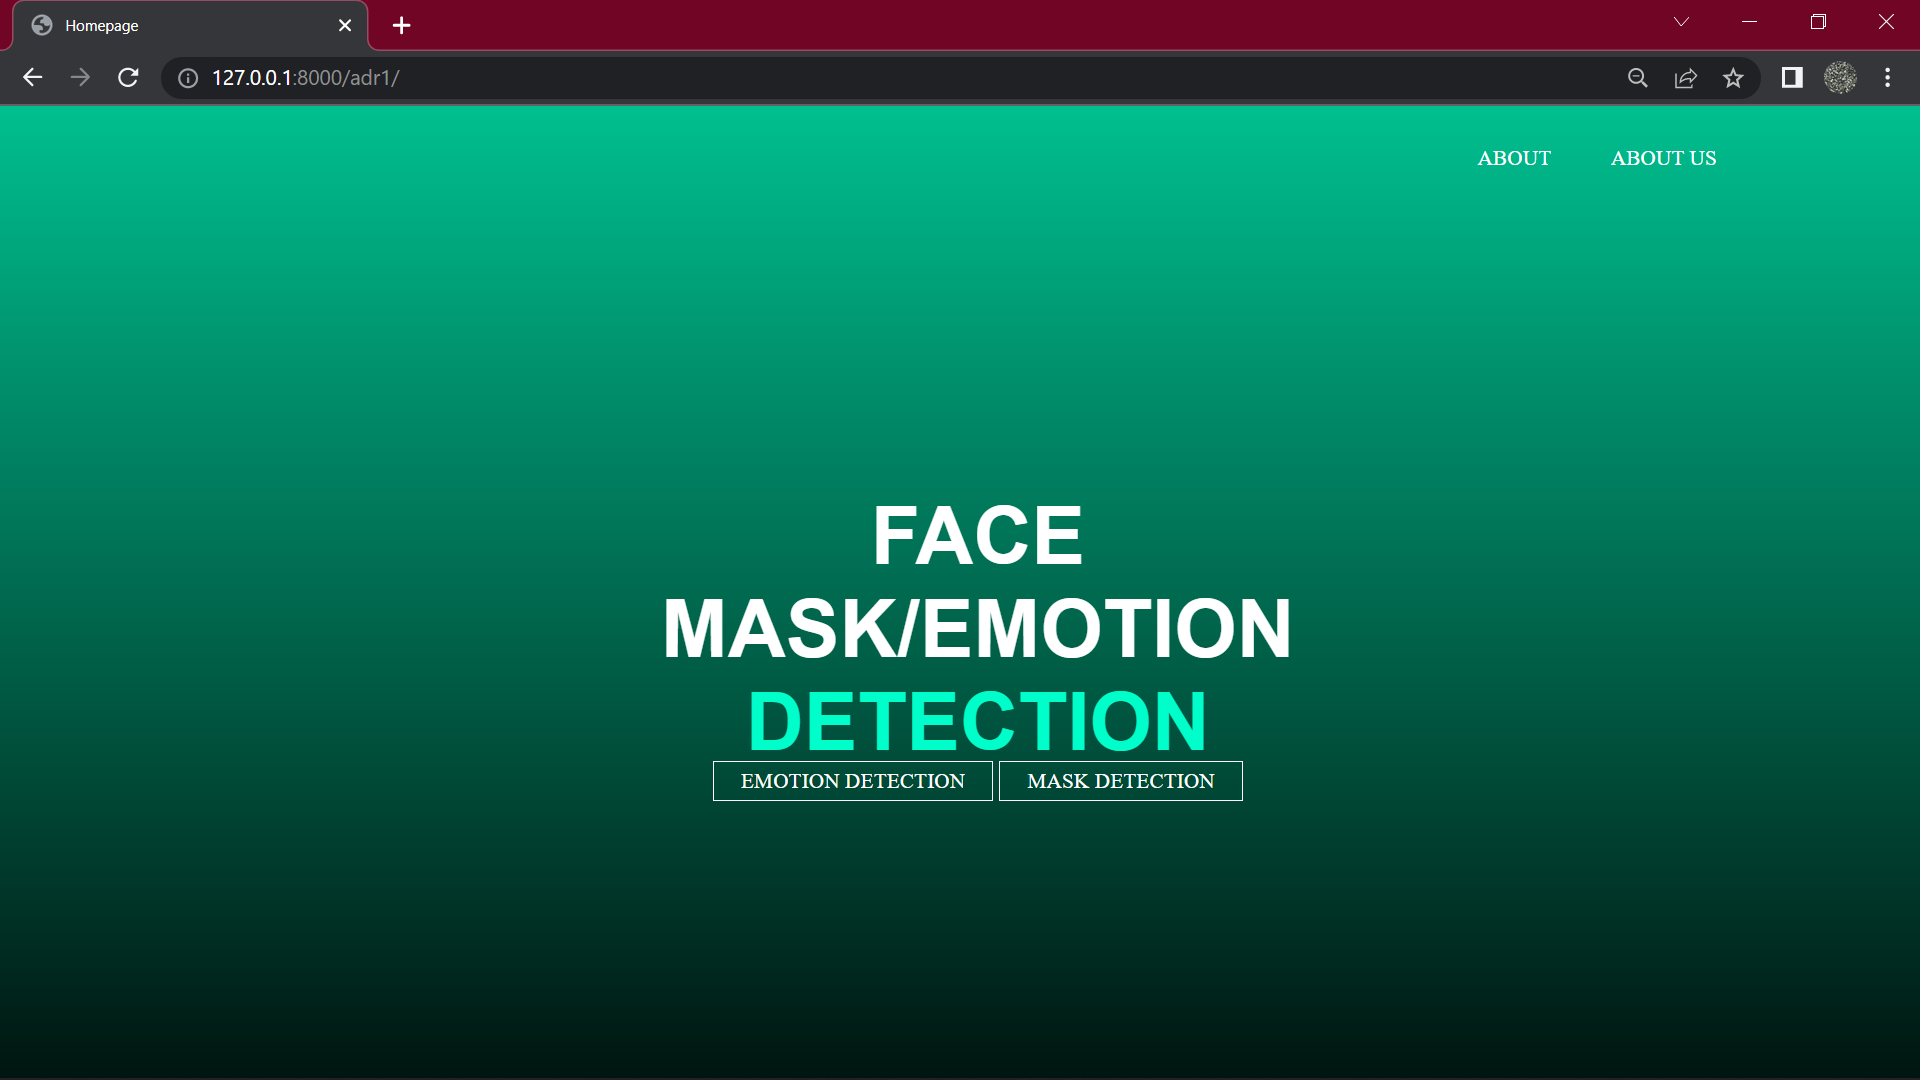 Homepage
127.0.0.1:8000/adr1/
ABOUT ABOUT US
FACE
MASK/EMOTION
DETECTION
EMOTION DETECTION MASK DETECTION